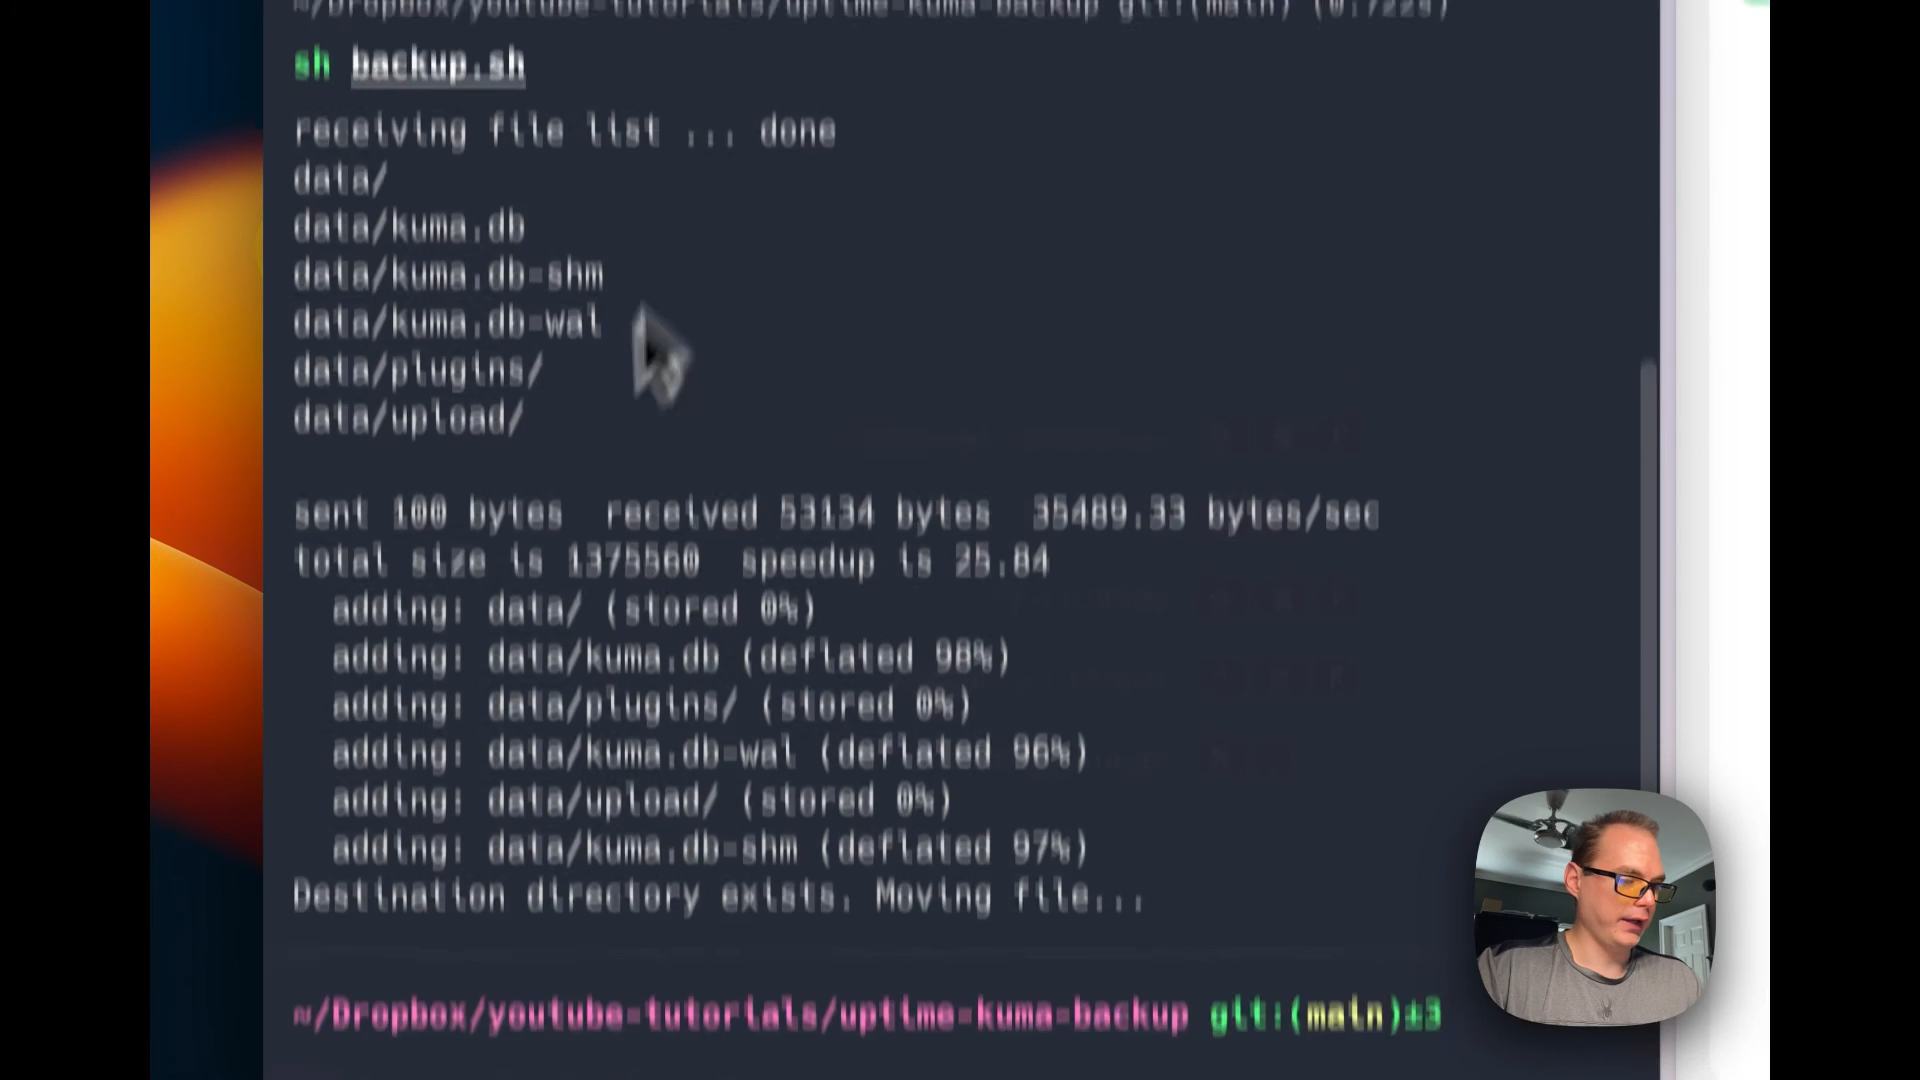 ~/Dropbox/youtube-tutorials/uptime-kuma-backup git:(main) (0.722s)
sh backup.sh
receiving file list ... done
data/
data/kuma.db
data/kuma.db-shm
data/kuma.db-wal
data/plugins/
data/upload/
sent 100 bytes  received 53134 bytes  35489.33 bytes/sec
total size is 1375560  speedup is 25.84
  adding: data/ (stored 0%)
  adding: data/kuma.db (deflated 98%)
  adding: data/plugins/ (stored 0%)
  adding: data/kuma.db-wal (deflated 96%)
  adding: data/upload/ (stored 0%)
  adding: data/kuma.db-shm (deflated 97%)
Destination directory exists. Moving file...
~/Dropbox/youtube-tutorials/uptime-kuma-backup git:(main)±3